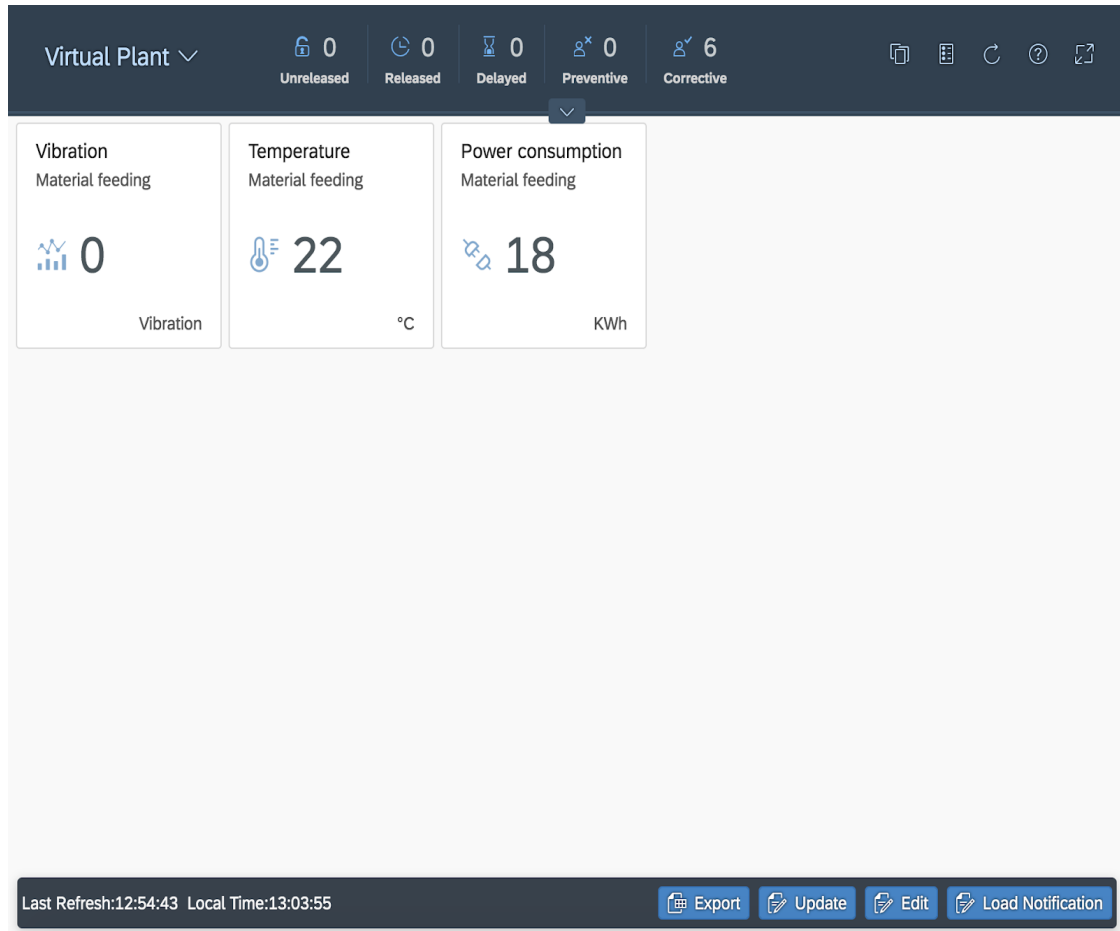 Virtual Plant
0 0 0 0 6
Unreleased Released Delayed Preventive Corrective
Vibration Temperature Power consumption
Material feeding Material feeding Material feeding
0 22 18
Vibration °C KWh
Last Refresh:12:54:43 Local Time:13:03:55 Export Update Edit Load Notification